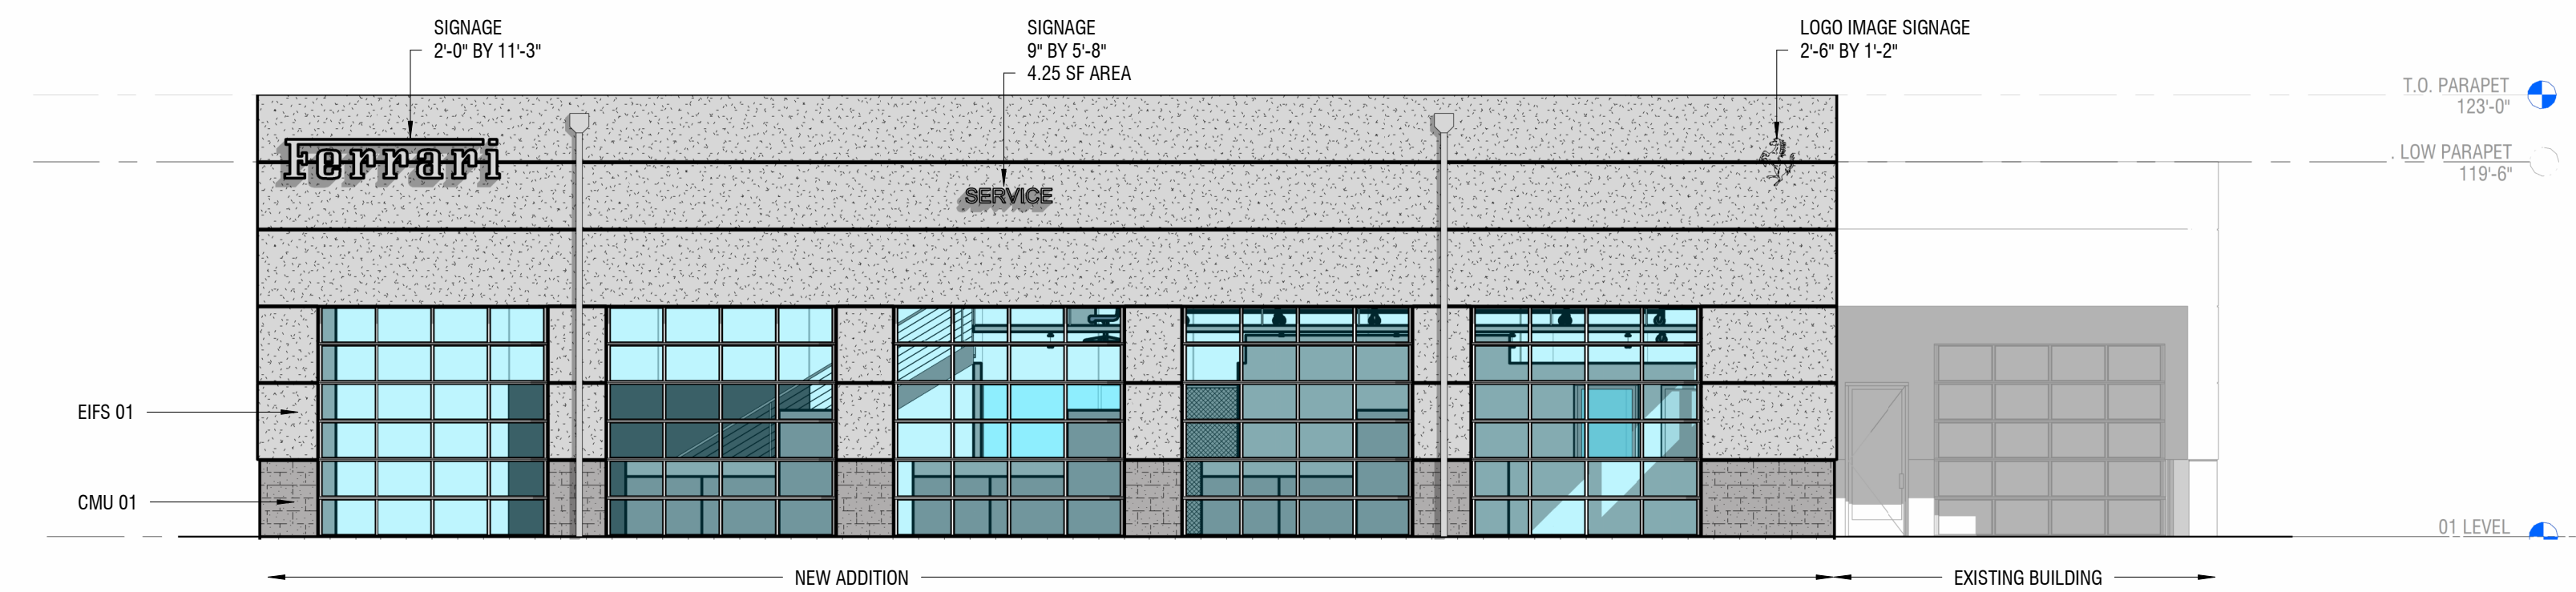 SIGNAGE
2'-0" BY 11'-3"
SIGNAGE
9" BY 5'-8"
4.25 SF AREA
LOGO IMAGE SIGNAGE
2'-6" BY 1'-2"
T.O. PARAPET
123'-0"
. LOW PARAPET
119'-6"
Ferrari
SERVICE
EIFS 01
CMU 01
01 LEVEL
NEW ADDITION
EXISTING BUILDING